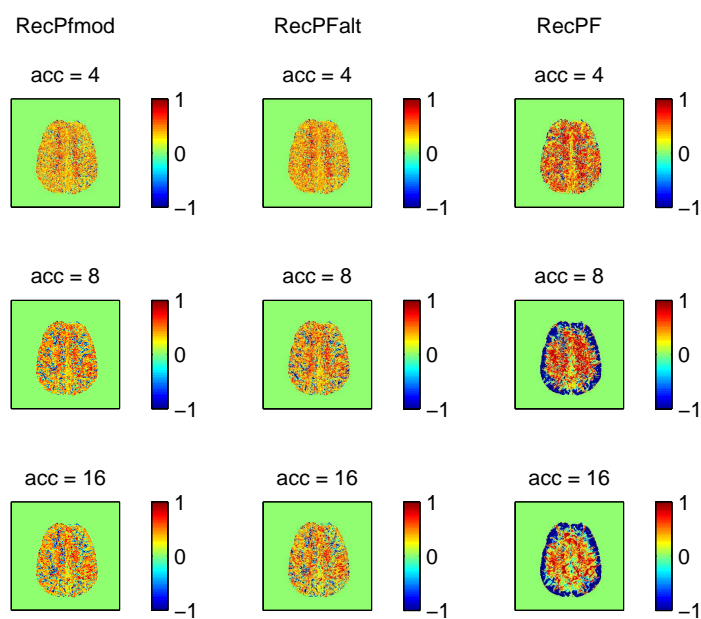 RecPfmod RecPFalt RecPF
acc = 4 acc = 4 acc = 4
1 1 1
0 0 0
−1 −1 −1
acc = 8 acc = 8 acc = 8
1 1 1
0 0 0
−1 −1 −1
acc = 16 acc = 16 acc = 16
1 1 1
0 0 0
−1 −1 −1